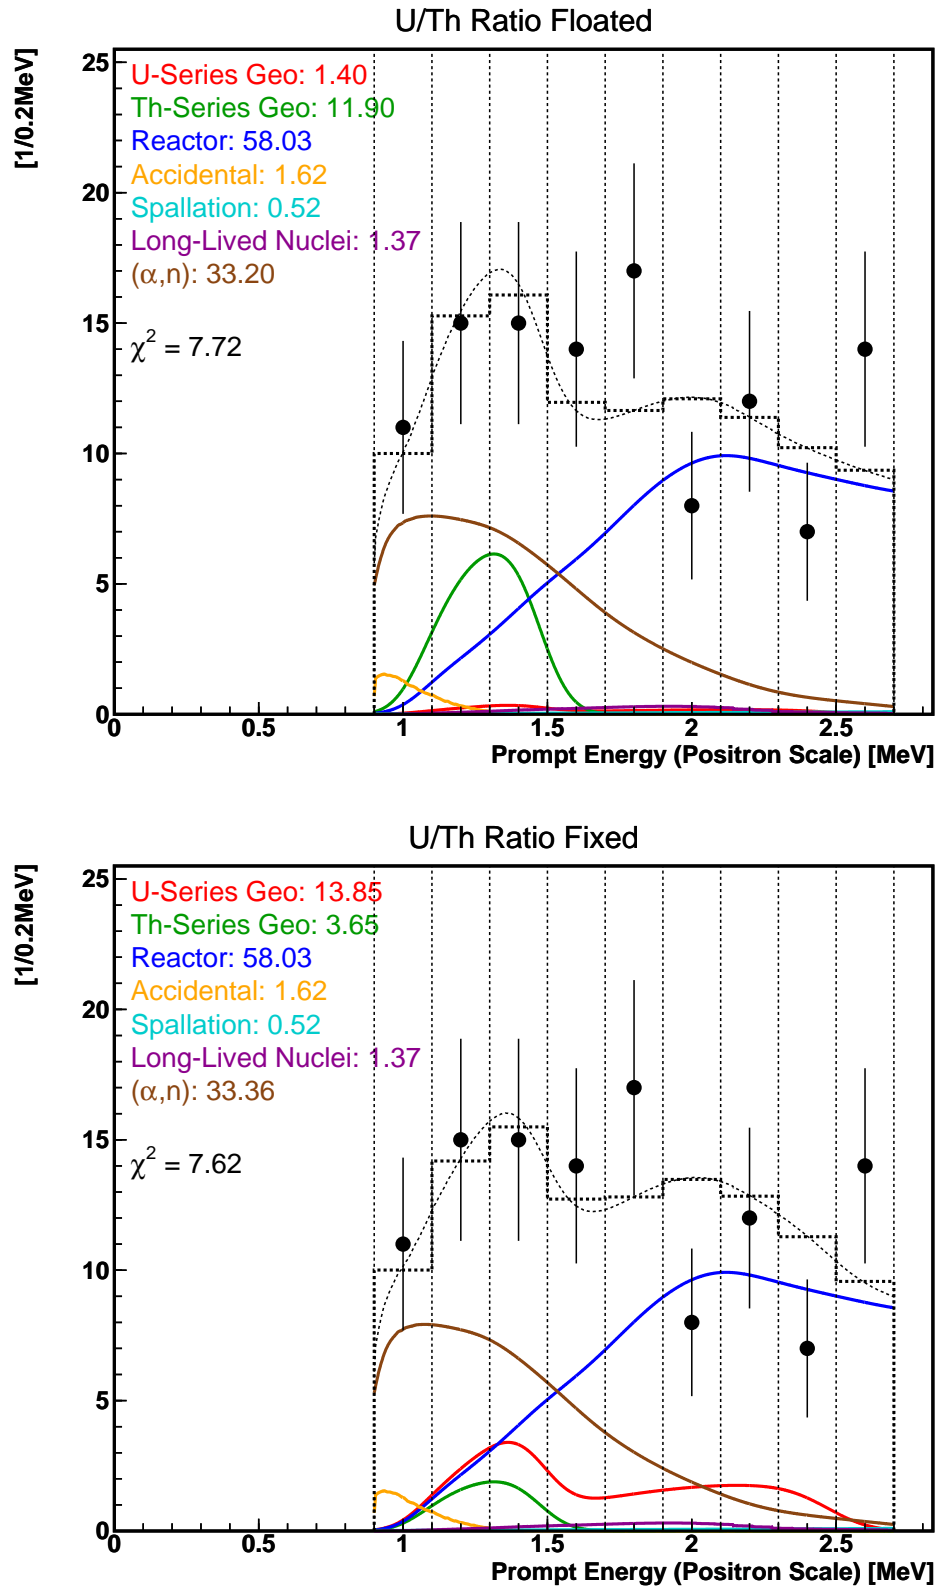 U/Th Ratio Floated
[1/0.2MeV]
25
20
15
10
5
0
U-Series Geo: 1.40
Th-Series Geo: 11.90
Reactor: 58.03
Accidental: 1.62
Spallation: 0.52
Long-Lived Nuclei: 1.37
(α,n): 33.20
χ² = 7.72
0 0.5 1 1.5 2 2.5
Prompt Energy (Positron Scale) [MeV]
U/Th Ratio Fixed
[1/0.2MeV]
25
20
15
10
5
0
U-Series Geo: 13.85
Th-Series Geo: 3.65
Reactor: 58.03
Accidental: 1.62
Spallation: 0.52
Long-Lived Nuclei: 1.37
(α,n): 33.36
χ² = 7.62
0 0.5 1 1.5 2 2.5
Prompt Energy (Positron Scale) [MeV]